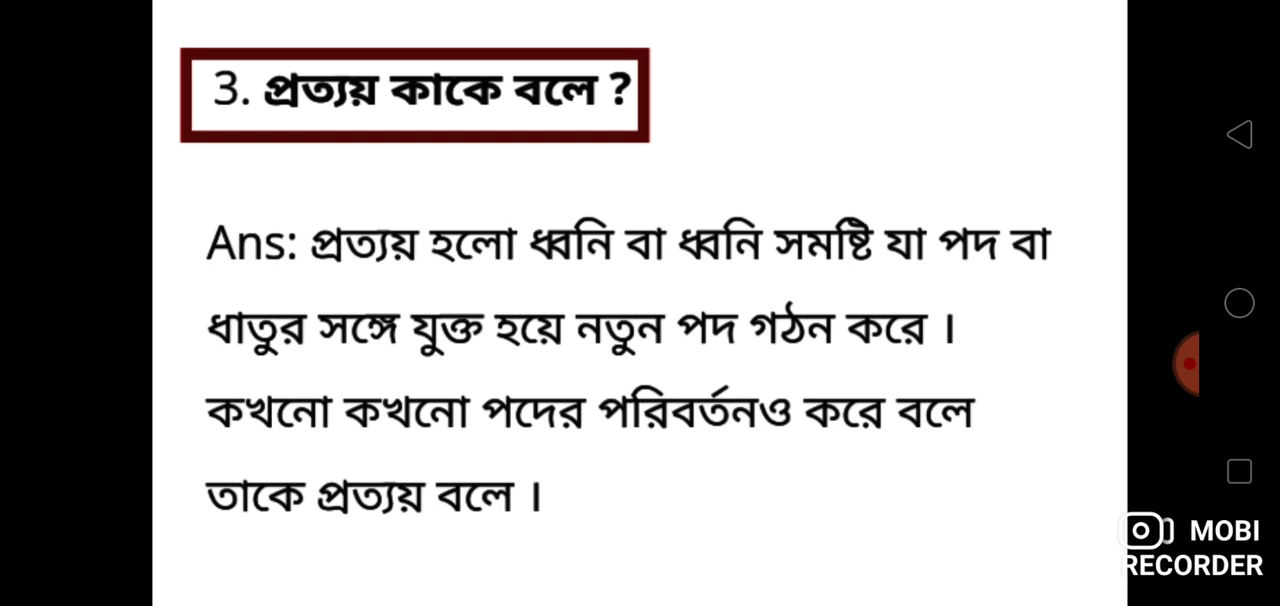 3. প্রত্যয় কাকে বলে ?
Ans: প্রত্যয় হলো ধ্বনি বা ধ্বনি সমষ্টি যা পদ বা
ধাতুর সঙ্গে যুক্ত হয়ে নতুন পদ গঠন করে ।
কখনো কখনো পদের পরিবর্তনও করে বলে
তাকে প্রত্যয় বলে ।
MOBI
RECORDER